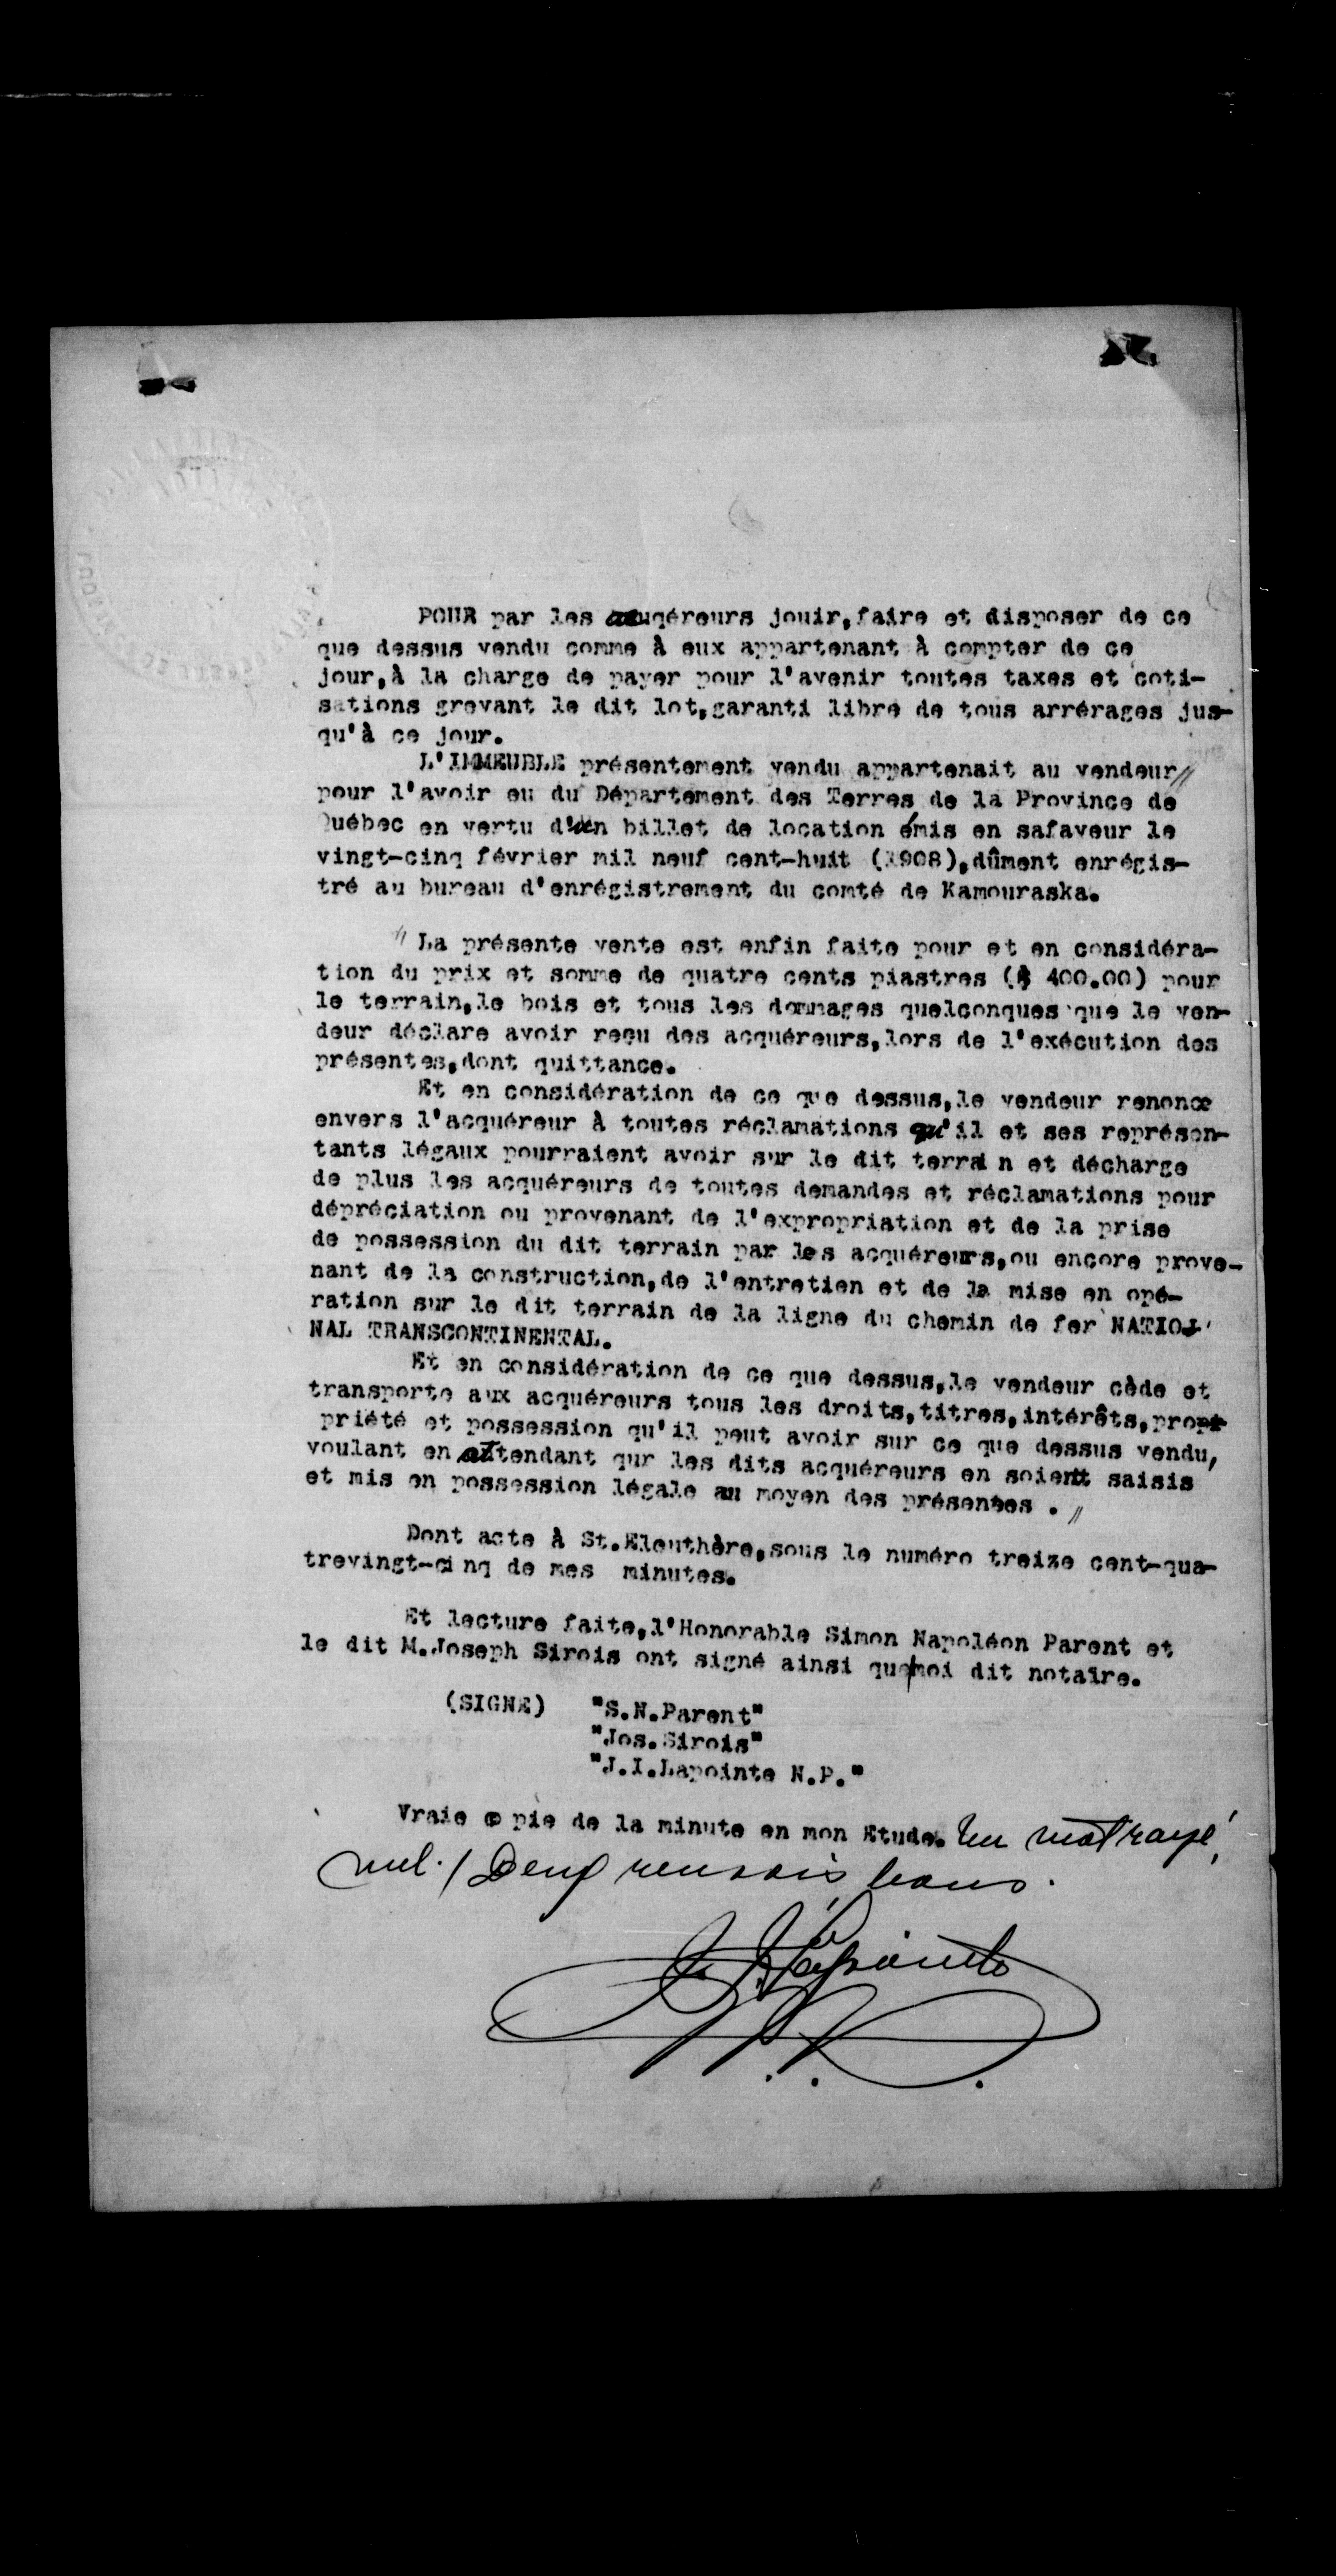 POUR par les acuqéreurs jouir,faire et disposer de ce
que dessus vendu comme à eux appartenant à compter de ce
jour,à la charge de payer pour l'avenir toutes taxes et coti-
sations grevant le dit lot,garanti libre de tous arrérages jus-
qu'à ce jour.
L'IMMEUBLE présentement vendu appartenait au vendeur//
pour l'avoir eu du Département des Terres de la Province de
Québec en vertu d'un billet de location émis en safaveur le
vingt-cinq février mil neuf cent-huit (1908),dûment enrégis-
tré au bureau d'enrégistrement du comté de Kamouraska.
// La présente vente est enfin faite pour et en considéra-
tion du prix et somme de quatre cents piastres ($ 400.00) pour
le terrain,le bois et tous les dommages quelconques que le ven-
deur déclare avoir reçu des acquéreurs,lors de l'exécution des
présentes,dont quittance.
Et en considération de ce que dessus,le vendeur renonce
envers l'acquéreur à toutes réclamations qu'il et ses représen-
tants légaux pourraient avoir sur le dit terrai n et décharge
de plus les acquéreurs de toutes demandes et réclamations pour
dépréciation ou provenant de l'expropriation et de la prise
de possession du dit terrain par les acquéreurs,ou encore prove-
nant de la construction,de l'entretien et de la mise en opé-
ration sur le dit terrain de la ligne du chemin de fer NATIO-
NAL TRANSCONTINENTAL.
Et en considération de ce que dessus,le vendeur cède et
transporte aux acquéreurs tous les droits,titres,intérêts,pro-
priété et possession qu'il peut avoir sur ce que dessus vendu,
voulant en attendant qur les dits acquéreurs en soient saisis
et mis en possession légale au moyen des présentes . //
Dont acte à St.Eleuthère,sous le numéro treize cent-qua-
trevingt-cinq de mes minutes.
Et lecture faite,l'Honorable Simon Napoléon Parent et
le dit M.Joseph Sirois ont signé ainsi que moi dit notaire.
(SIGNE) "S.N.Parent"
"Jos.Sirois"
"J.I.Lapointe N.P."
Vraie copie de la minute en mon Etude. Un mot rayé
nul./ Deux renvois bons.
J. I. Lapointe
N. P.